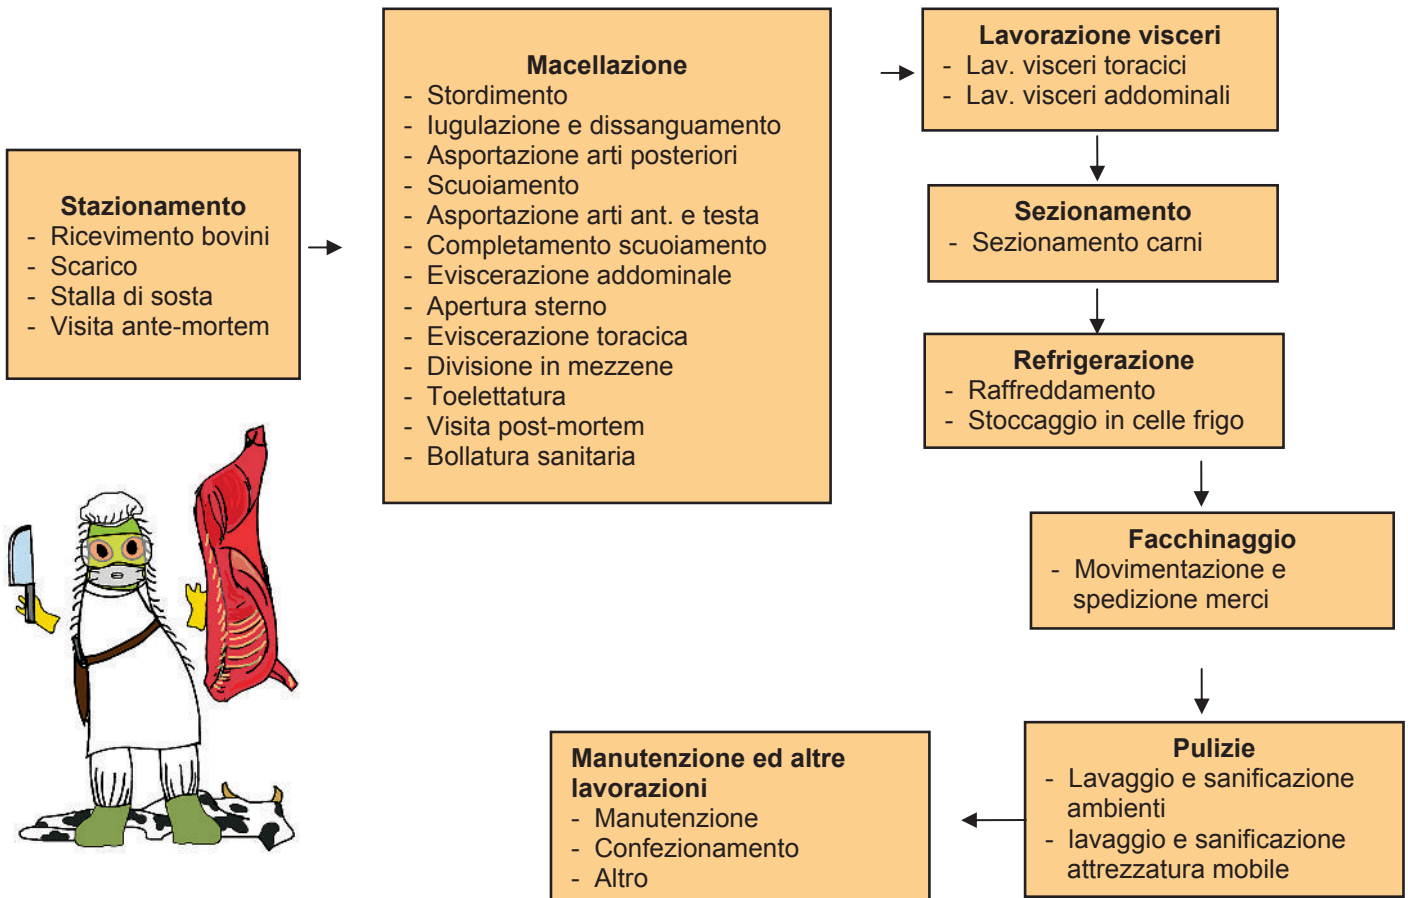 Stazionamento
- Ricevimento bovini
- Scarico
- Stalla di sosta
- Visita ante-mortem
Macellazione
- Stordimento
- Iugulazione e dissanguamento
- Asportazione arti posteriori
- Scuoiamento
- Asportazione arti ant. e testa
- Completamento scuoiamento
- Eviscerazione addominale
- Apertura sterno
- Eviscerazione toracica
- Divisione in mezzene
- Toelettatura
- Visita post-mortem
- Bollatura sanitaria
Lavorazione visceri
- Lav. visceri toracici
- Lav. visceri addominali
Sezionamento
- Sezionamento carni
Refrigerazione
- Raffreddamento
- Stoccaggio in celle frigo
Facchinaggio
- Movimentazione e
spedizione merci
Pulizie
- Lavaggio e sanificazione
ambienti
- lavaggio e sanificazione
attrezzatura mobile
Manutenzione ed altre
lavorazioni
- Manutenzione
- Confezionamento
- Altro